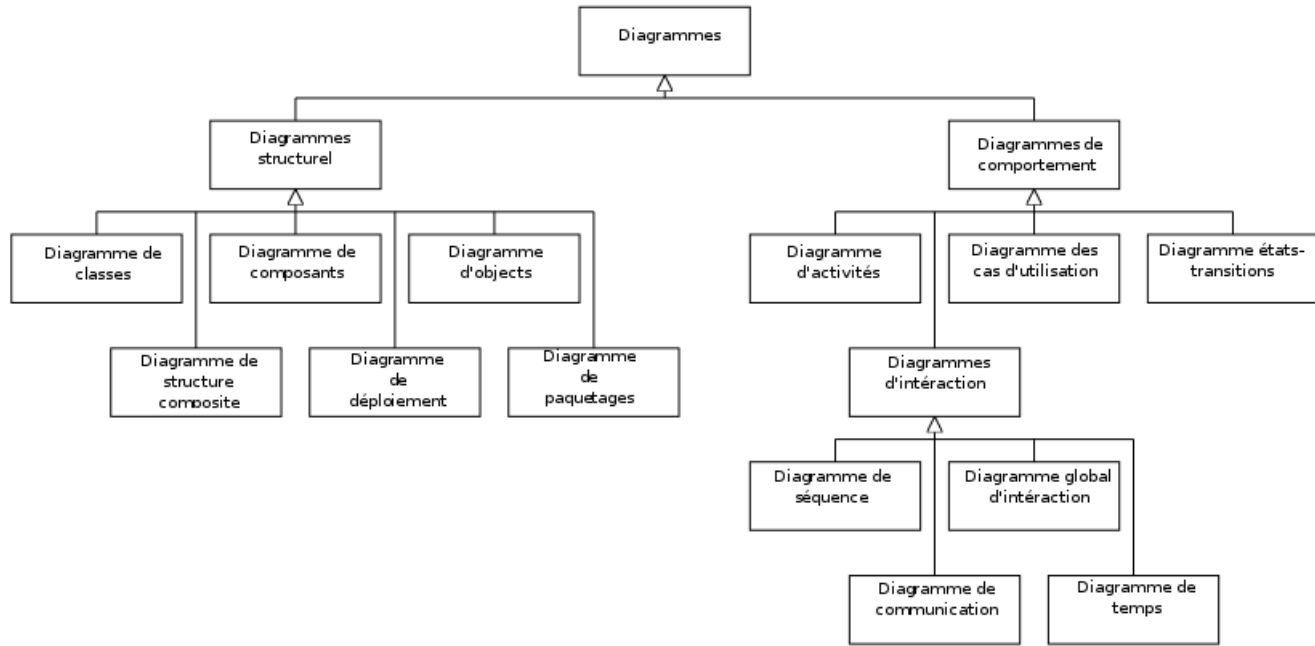 Diagrammes
Diagrammes
structurel
Diagrammes de
comportement
Diagramme de
classes
Diagramme de
composants
Diagramme
d'objects
Diagramme
d'activités
Diagramme des
cas d'utilisation
Diagramme états-
transitions
Diagramme de
structure
composite
Diagramme
de
déploiement
Diagramme
de
paquetages
Diagrammes
d'intéraction
Diagramme de
séquence
Diagramme global
d'intéraction
Diagramme de
communication
Diagramme de
temps